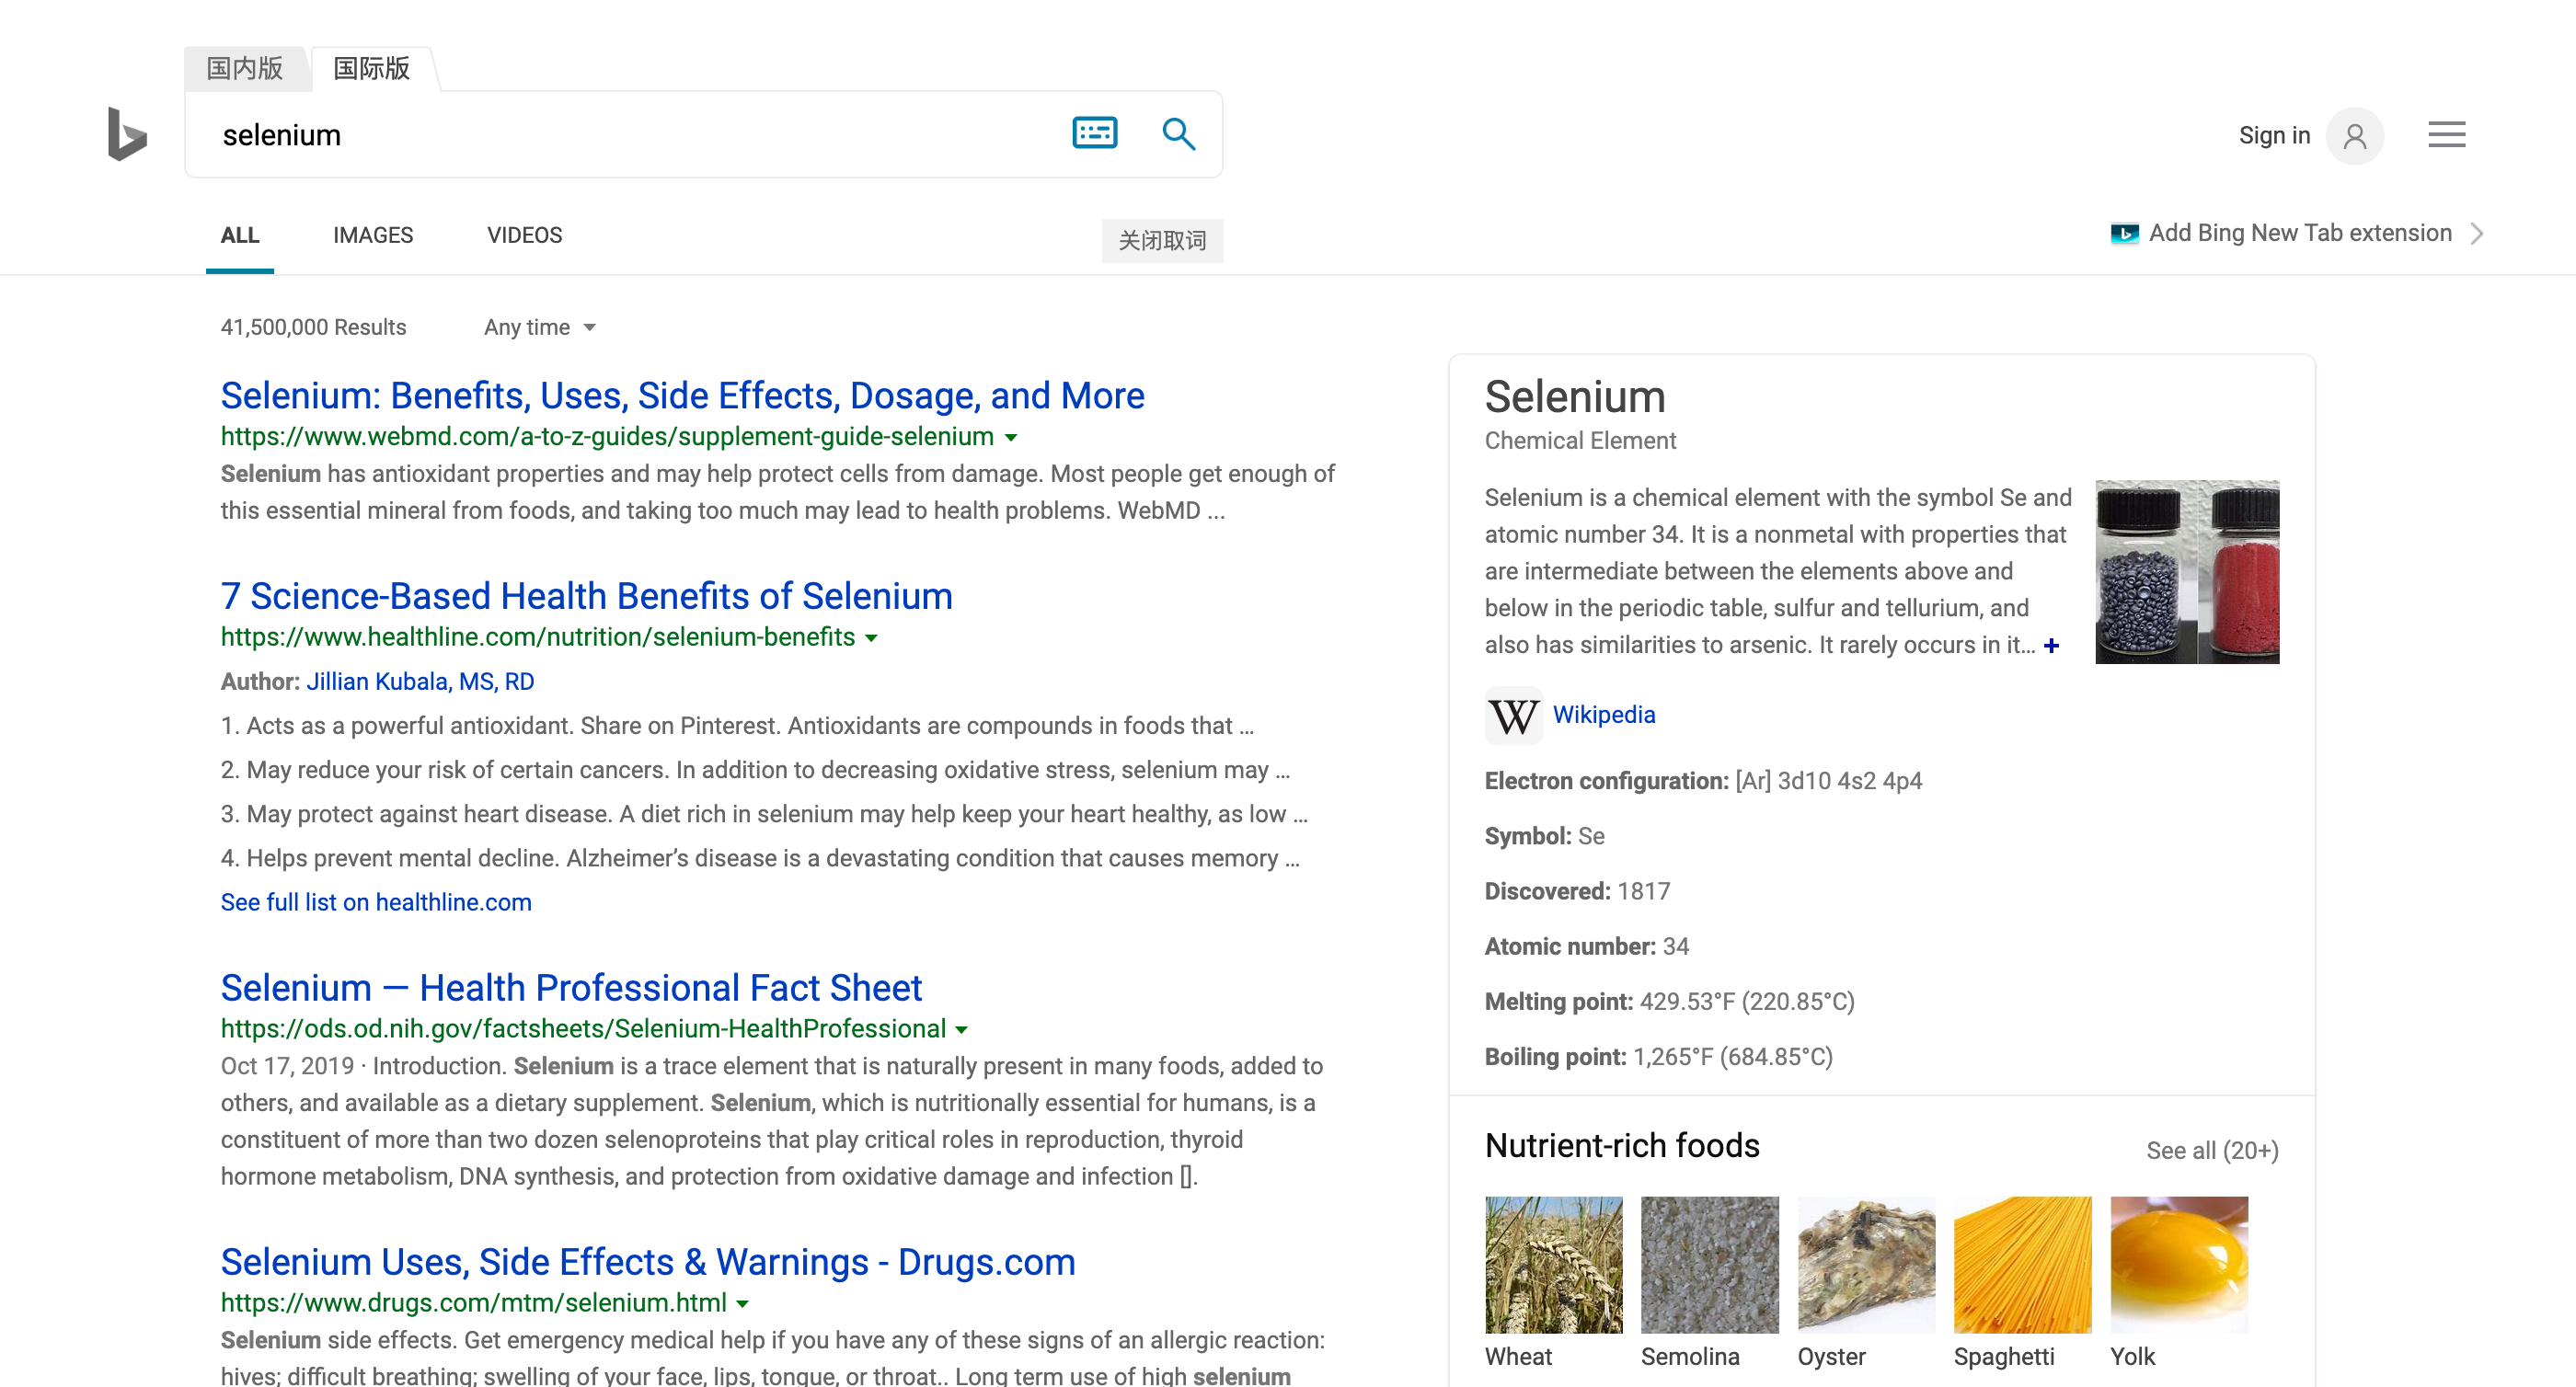 国内版
国际版
selenium
Sign in
ALL
IMAGES
VIDEOS
关闭取词
Add Bing New Tab extension
41,500,000 Results
Any time
Selenium: Benefits, Uses, Side Effects, Dosage, and More
https://www.webmd.com/a-to-z-guides/supplement-guide-selenium
Selenium has antioxidant properties and may help protect cells from damage. Most people get enough of
this essential mineral from foods, and taking too much may lead to health problems. WebMD ...
7 Science-Based Health Benefits of Selenium
https://www.healthline.com/nutrition/selenium-benefits
Author: Jillian Kubala, MS, RD
1. Acts as a powerful antioxidant. Share on Pinterest. Antioxidants are compounds in foods that ...
2. May reduce your risk of certain cancers. In addition to decreasing oxidative stress, selenium may ...
3. May protect against heart disease. A diet rich in selenium may help keep your heart healthy, as low ...
4. Helps prevent mental decline. Alzheimer’s disease is a devastating condition that causes memory ...
See full list on healthline.com
Selenium — Health Professional Fact Sheet
https://ods.od.nih.gov/factsheets/Selenium-HealthProfessional
Oct 17, 2019 · Introduction. Selenium is a trace element that is naturally present in many foods, added to
others, and available as a dietary supplement. Selenium, which is nutritionally essential for humans, is a
constituent of more than two dozen selenoproteins that play critical roles in reproduction, thyroid
hormone metabolism, DNA synthesis, and protection from oxidative damage and infection [].
Selenium Uses, Side Effects & Warnings - Drugs.com
https://www.drugs.com/mtm/selenium.html
Selenium side effects. Get emergency medical help if you have any of these signs of an allergic reaction:
hives; difficult breathing; swelling of your face, lips, tongue, or throat.. Long term use of high selenium
Selenium
Chemical Element
Selenium is a chemical element with the symbol Se and
atomic number 34. It is a nonmetal with properties that
are intermediate between the elements above and
below in the periodic table, sulfur and tellurium, and
also has similarities to arsenic. It rarely occurs in it... +
W Wikipedia
Electron configuration: [Ar] 3d10 4s2 4p4
Symbol: Se
Discovered: 1817
Atomic number: 34
Melting point: 429.53°F (220.85°C)
Boiling point: 1,265°F (684.85°C)
Nutrient-rich foods
See all (20+)
Wheat
Semolina
Oyster
Spaghetti
Yolk